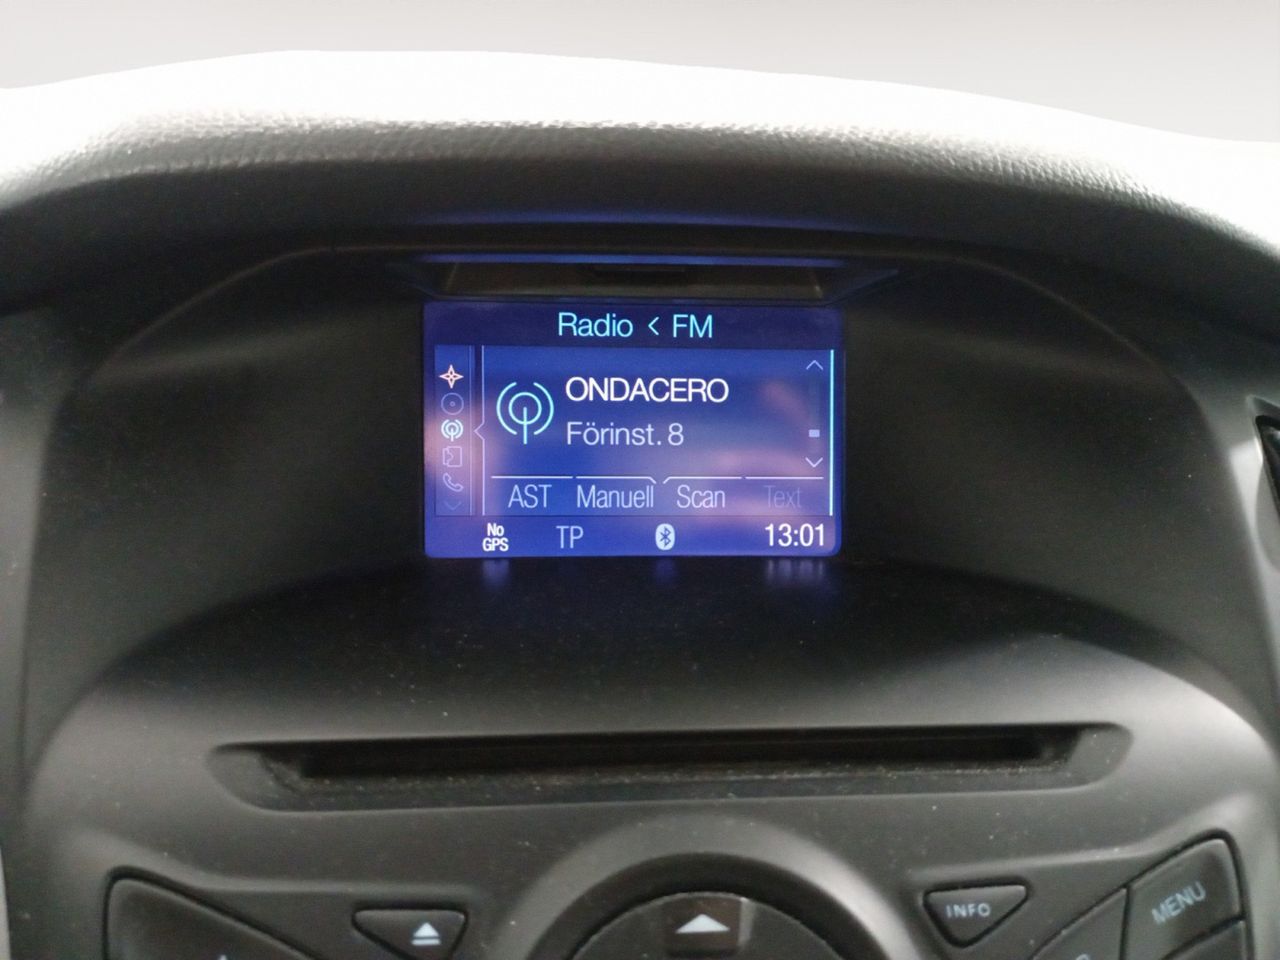 Radio < FM
ONDACERO
Förinst. 8
AST Manuell Scan Text
No GPS TP 13:01
INFO
MENU